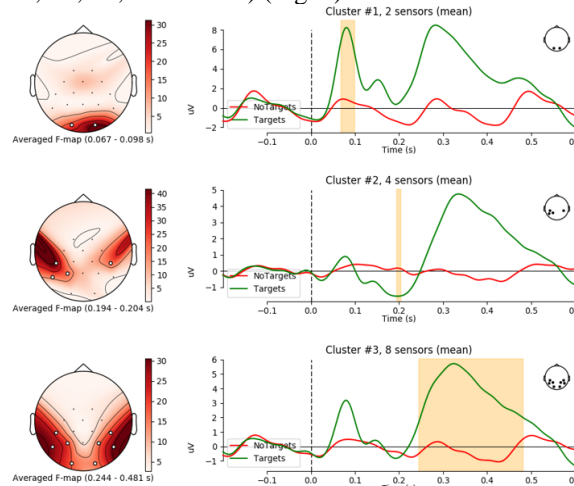 Cluster #1, 2 sensors (mean)
30
25
20
15
10
5
Averaged F-map (0.067 - 0.098 s)
8
6
4
2
0
−2
uV
NoTargets
Targets
−0.1 0.0 0.1 0.2 0.3 0.4 0.5
Time (s)
Cluster #2, 4 sensors (mean)
40
35
30
25
20
15
10
5
Averaged F-map (0.194 - 0.204 s)
5
4
3
2
1
0
−1
uV
NoTargets
Targets
−0.1 0.0 0.1 0.2 0.3 0.4 0.5
Time (s)
Cluster #3, 8 sensors (mean)
30
25
20
15
10
5
Averaged F-map (0.244 - 0.481 s)
6
5
4
3
2
1
0
−1
uV
NoTargets
Targets
−0.1 0.0 0.1 0.2 0.3 0.4 0.5